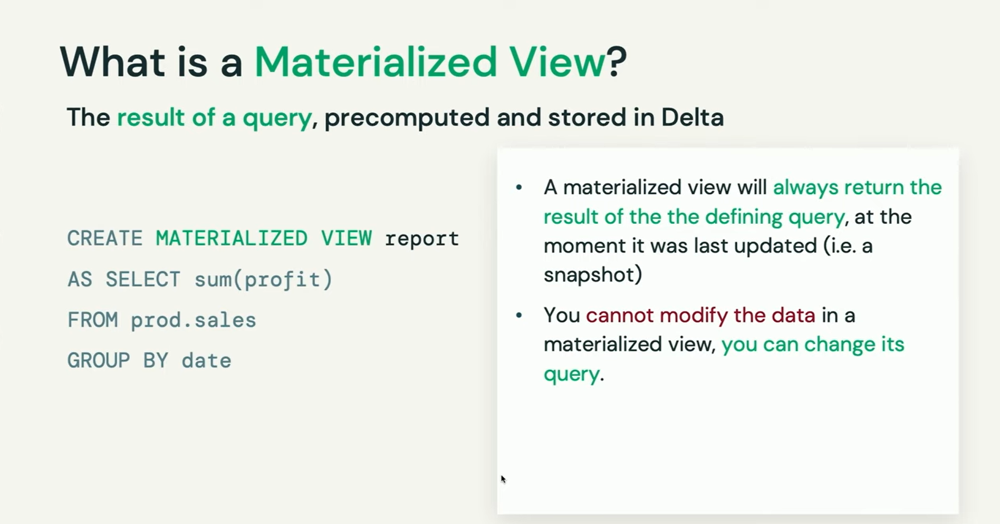 What is a Materialized View?
The result of a query, precomputed and stored in Delta
CREATE MATERIALIZED VIEW report
AS SELECT sum(profit)
FROM prod.sales
GROUP BY date
• A materialized view will always return the
result of the the defining query, at the
moment it was last updated (i.e. a
snapshot)
• You cannot modify the data in a
materialized view, you can change its
query.